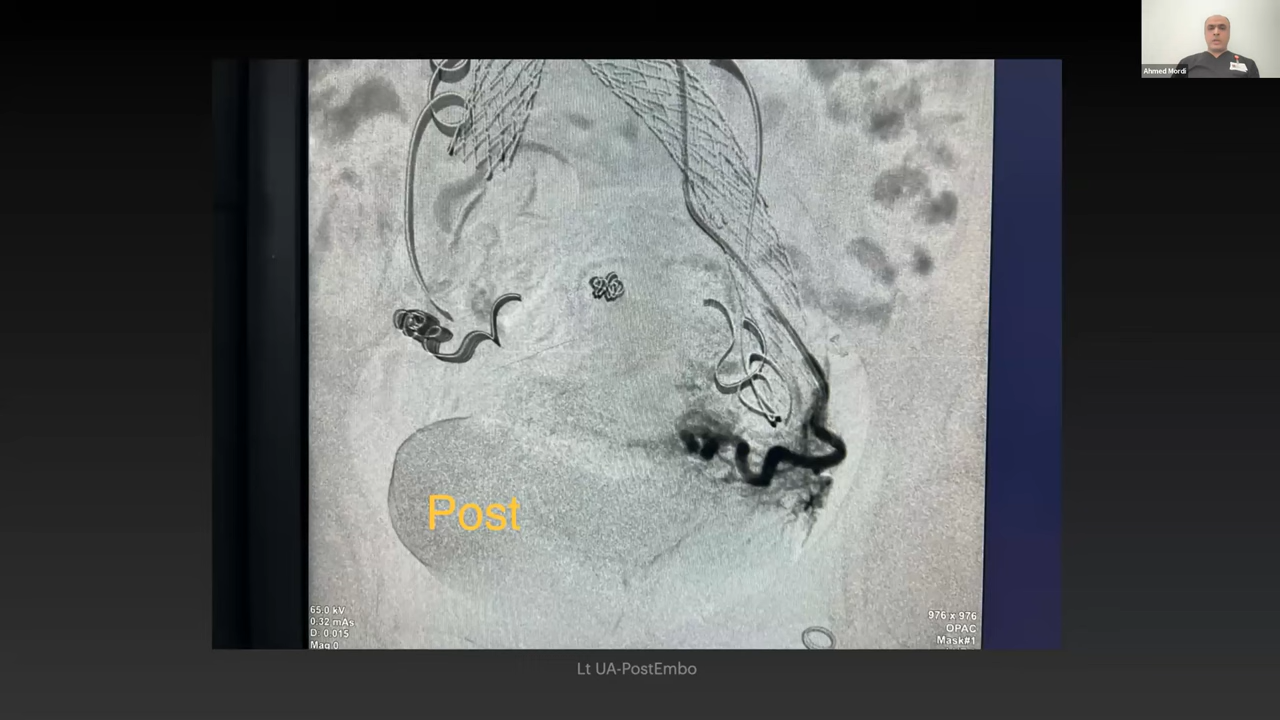 Ahmed Mordi
Post
65.0 kV
0.32 mAs
D: 0.015
Mag 0
976 x 976
OPAC
Mask#1
Lt UA-PostEmbo